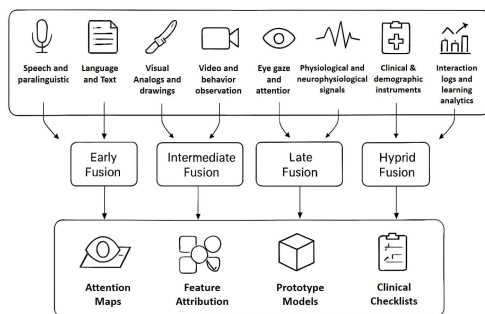 Speech and
paralinguistic
Language
and Text
Visual
Analogs and
drawings
Video and
behavior
observation
Eye gaze and
attentior
Physiological and
neurophysiological
signals
Clinical &
demographic
instruments
Interaction
logs and
learning
analytics
Early
Fusion
Intermediate
Fusion
Late
Fusion
Hyprid
Fusion
Attention
Maps
Feature
Attribution
Prototype
Models
Clinical
Checklists